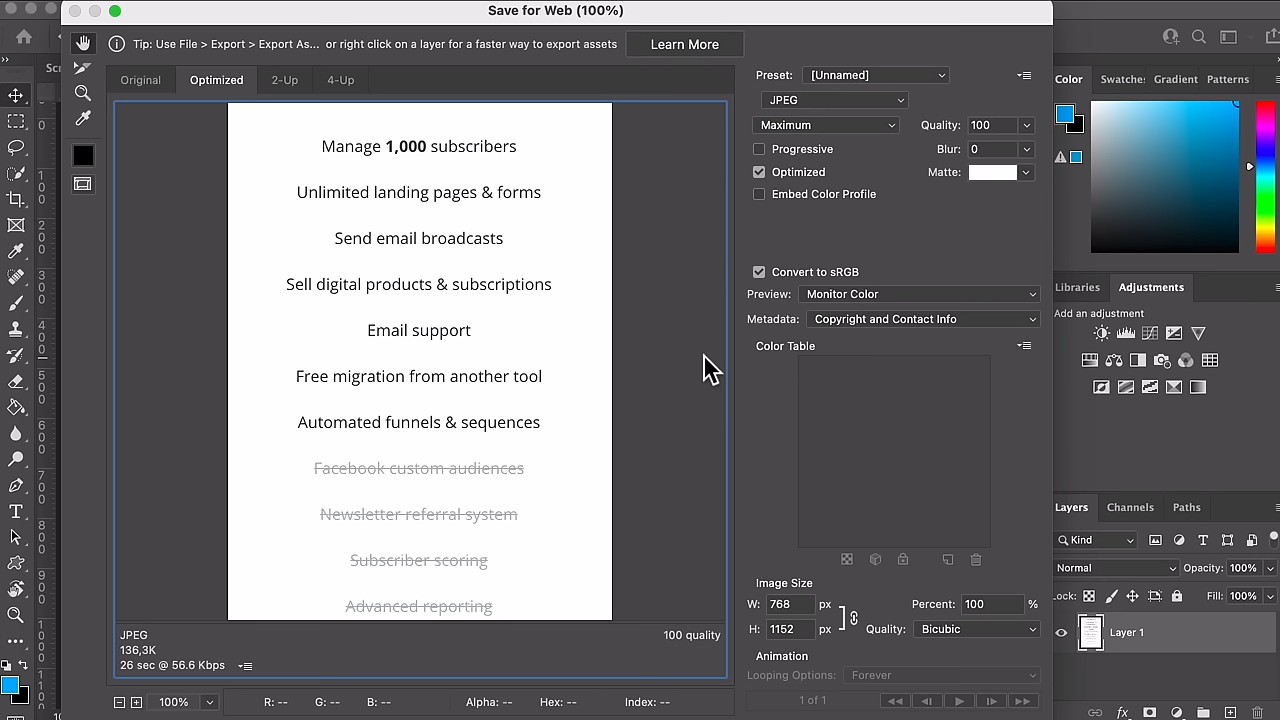 Save for Web (100%)
Tip: Use File > Export > Export As... or right click on a layer for a faster way to export assets
Learn More
Original
Optimized
2-Up
4-Up
Manage 1,000 subscribers
Unlimited landing pages & forms
Send email broadcasts
Sell digital products & subscriptions
Email support
Free migration from another tool
Automated funnels & sequences
Facebook custom audiences
Newsletter referral system
Subscriber scoring
Advanced reporting
JPEG
136,3K
26 sec @ 56.6 Kbps
100 quality
100%
R: --
G: --
B: --
Alpha: --
Hex: --
Index: --
Preset: [Unnamed]
JPEG
Maximum
Quality: 100
Progressive
Blur: 0
Optimized
Matte:
Embed Color Profile
Convert to sRGB
Preview: Monitor Color
Metadata: Copyright and Contact Info
Color Table
Image Size
W: 768 px
Percent: 100 %
H: 1152 px
Quality: Bicubic
Animation
Looping Options: Forever
1 of 1
Color
Swatche:
Gradient
Patterns
Libraries
Adjustments
Add an adjustment
Layers
Channels
Paths
Kind
Normal
Opacity: 100%
Lock:
Fill: 100%
Layer 1